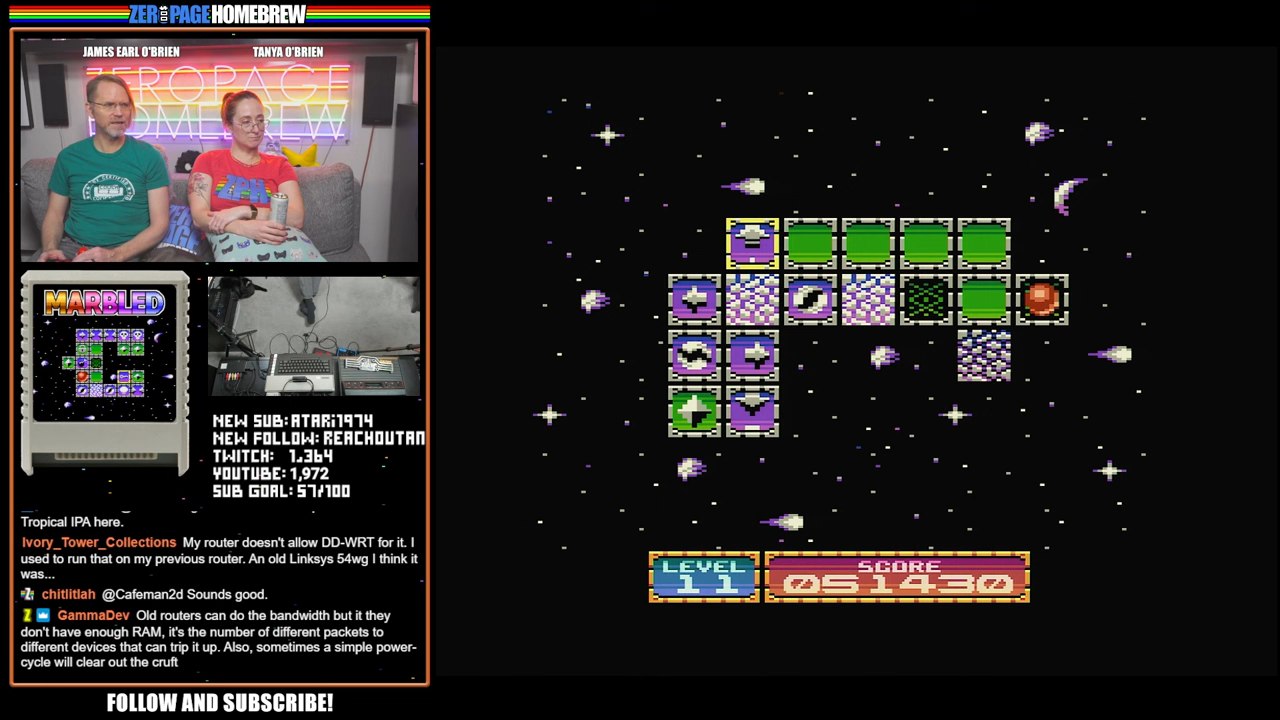 ZEROPAGE HOMEBREW
JAMES EARL O'BRIEN
TANYA O'BRIEN
ZEROPAGE
HOMEBREW
ZPH
MARBLED
NEW SUB: ATARI1974
NEW FOLLOW: REACHOUTAN
TWITCH: 1,364
YOUTUBE: 1,972
SUB GOAL: 57/100
Tropical IPA here.
Ivory_Tower_Collections My router doesn't allow DD-WRT for it. I
used to run that on my previous router. An old Linksys 54wg I think it
was...
chitlitlah @Cafeman2d Sounds good.
GammaDev Old routers can do the bandwidth but it they
don't have enough RAM, it's the number of different packets to
different devices that can trip it up. Also, sometimes a simple power-
cycle will clear out the cruft
FOLLOW AND SUBSCRIBE!
LEVEL
11
SCORE
051430